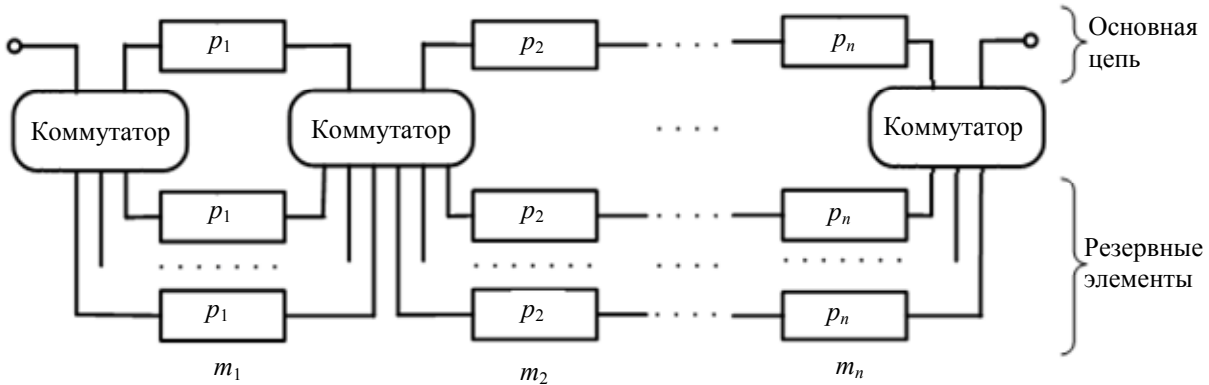 p1 p2 pn
Основная
цепь
Коммутатор Коммутатор Коммутатор
p1 p2 pn
Резервные
элементы
p1 p2 pn
m1 m2 mn